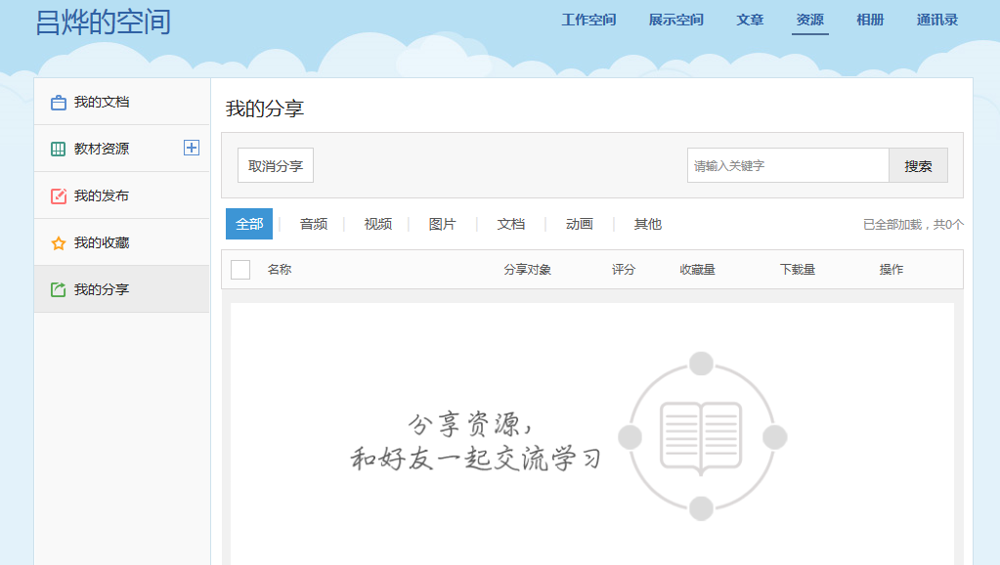 吕烨的空间
工作空间 展示空间 文章 资源 相册 通讯录
我的文档
教材资源
我的发布
我的收藏
我的分享
我的分享
取消分享
请输入关键字 搜索
全部 音频 视频 图片 文档 动画 其他 已全部加载，共0个
名称 分享对象 评分 收藏量 下载量 操作
分享资源，
和好友一起交流学习